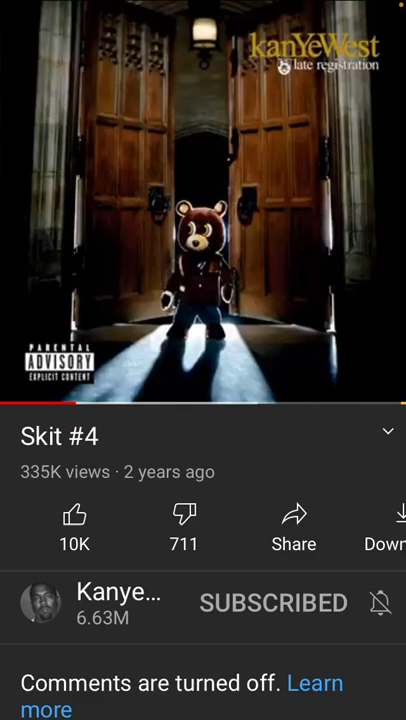 kanYeWest
late registration
PARENTAL
ADVISORY
EXPLICIT CONTENT
Skit #4
335K views · 2 years ago
10K
711
Share
Down
Kanye...
6.63M
SUBSCRIBED
Comments are turned off. Learn
more